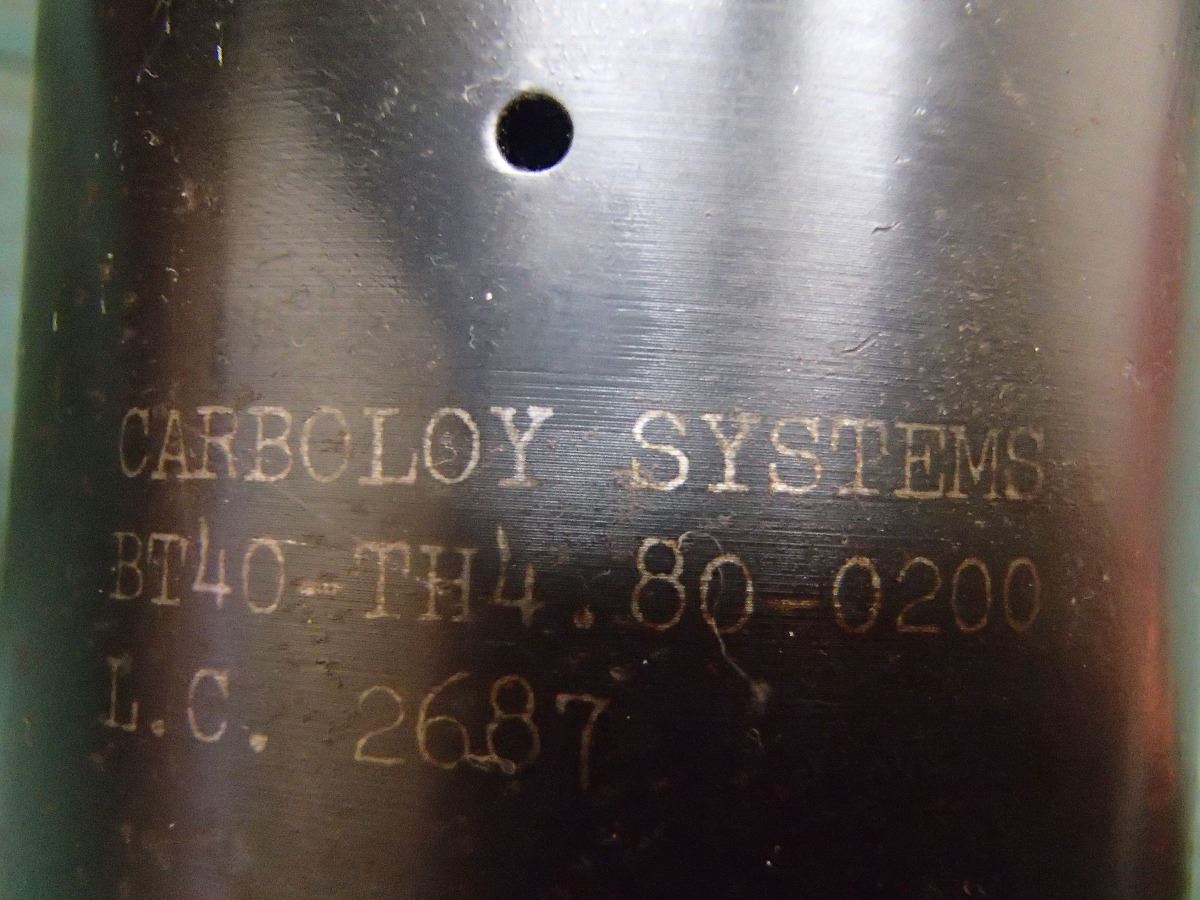 CARBOLOY SYSTEMS
BT40-TH4.80-0200
L.C. 2687